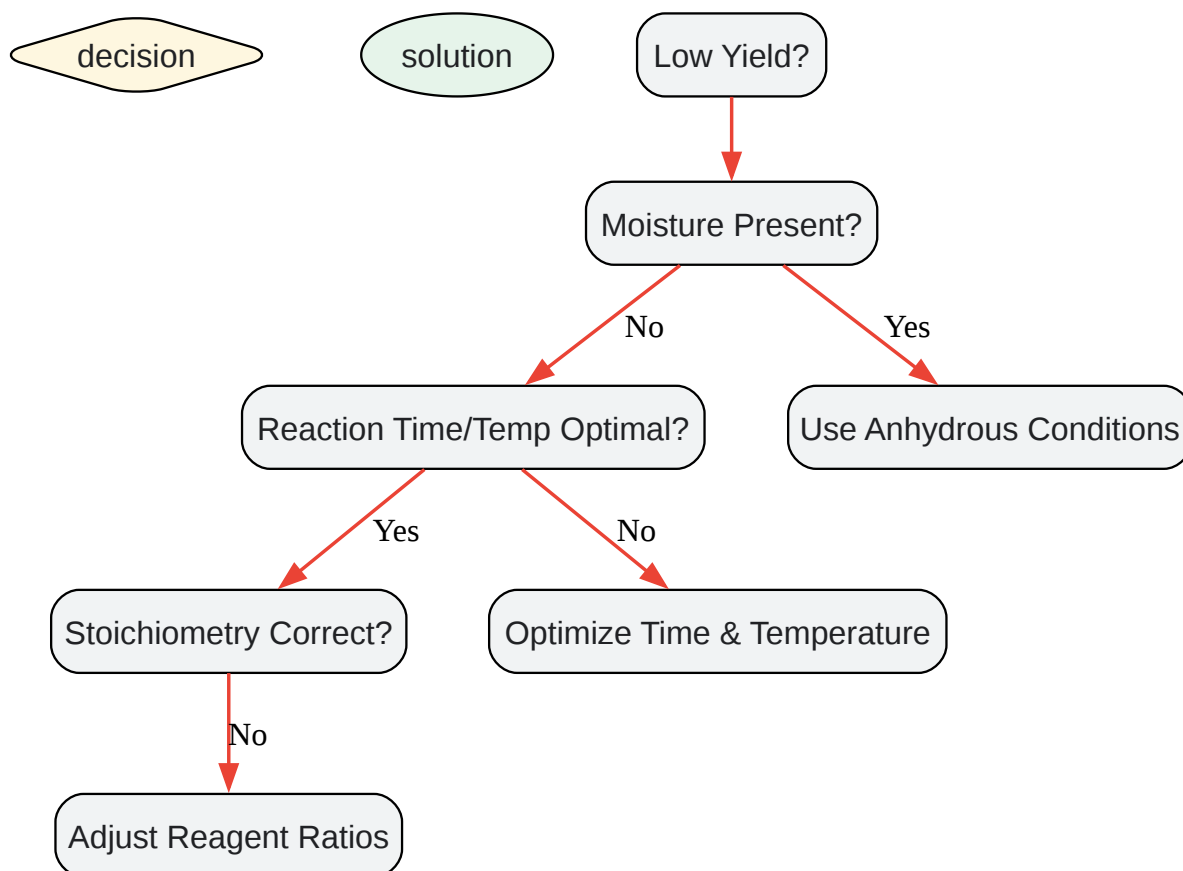 decision
solution
Low Yield?
Moisture Present?
No
Yes
Reaction Time/Temp Optimal?
Use Anhydrous Conditions
Yes
No
Stoichiometry Correct?
Optimize Time & Temperature
No
Adjust Reagent Ratios